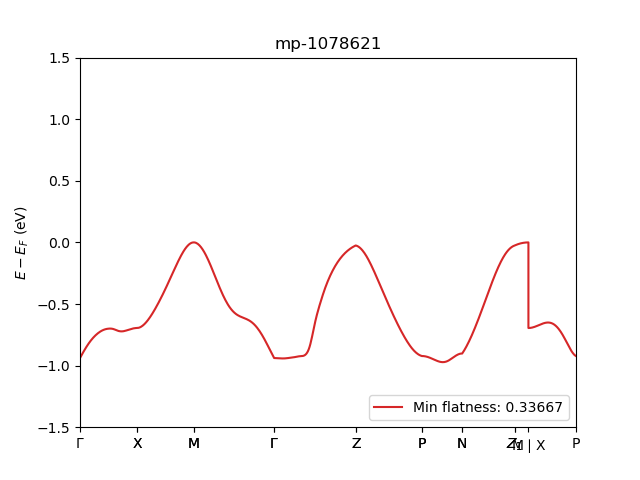 mp-1078621
1.5
1.0
0.5
0.0
−0.5
−1.0
−1.5
E − E_F (eV)
Min flatness: 0.33667
Γ X M Γ Z P N Z₁ M | X P